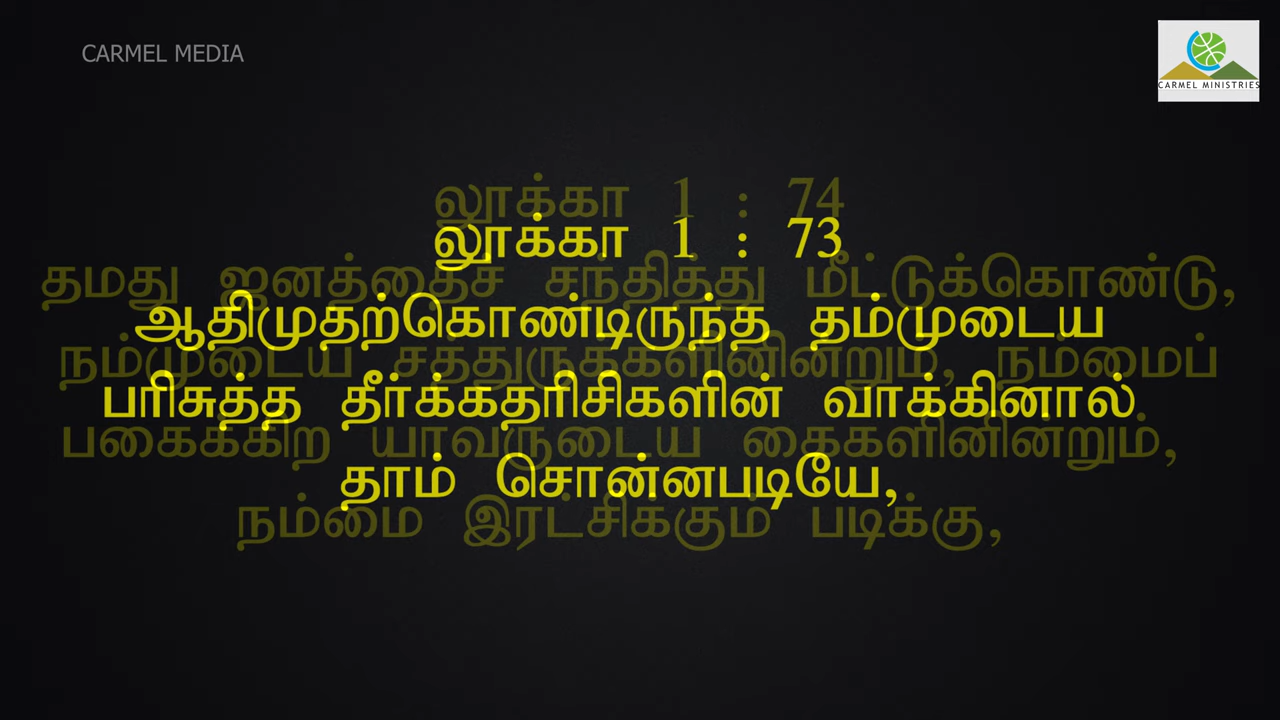 CARMEL MEDIA
CARMEL MINISTRIES
லூக்கா 1 : 74
லூக்கா 1 : 73
தமது ஜனத்தைச் சந்தித்து மீட்டுக்கொண்டு,
ஆதிமுதற்கொண்டிருந்த தம்முடைய
நம்முடைய சத்துருக்களினின்றும், நம்மைப்
பரிசுத்த தீர்க்கதரிசிகளின் வாக்கினால்
பகைக்கிற யாவருடைய கைகளினின்றும்,
தாம் சொன்னபடியே,
நம்மை இரட்சிக்கும் படிக்கு,